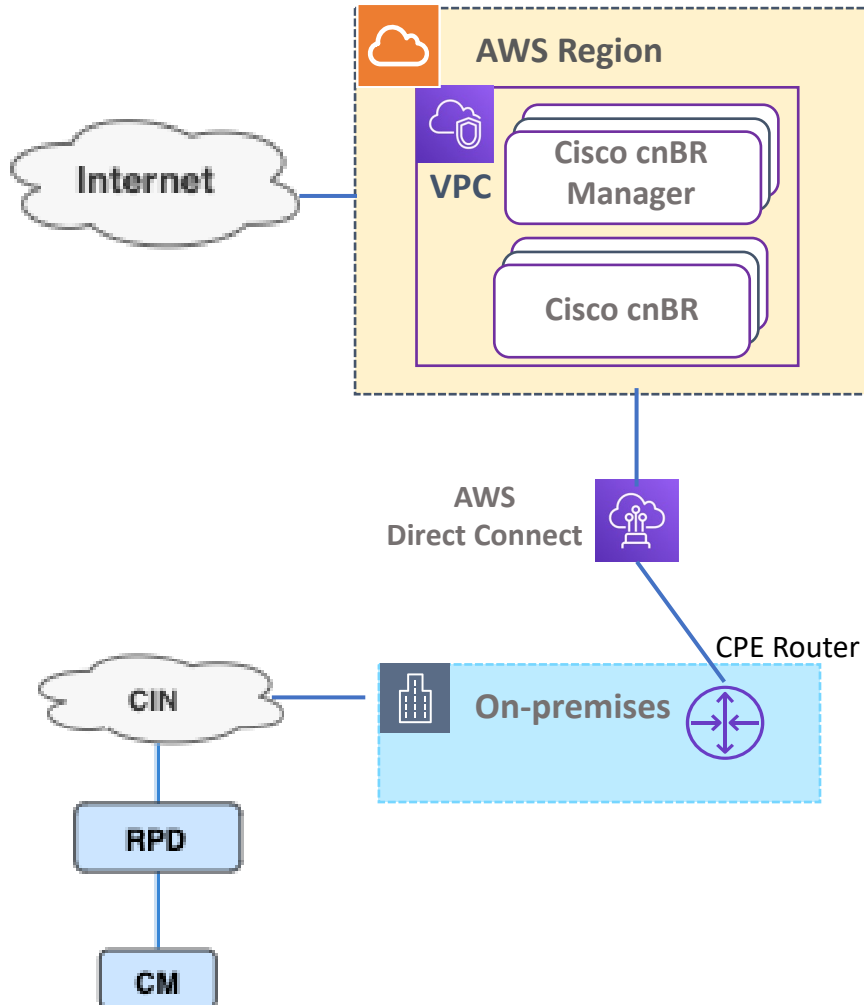 AWS Region
Internet
VPC
Cisco cnBR
Manager
Cisco cnBR
AWS
Direct Connect
CPE Router
CIN
On-premises
RPD
CM